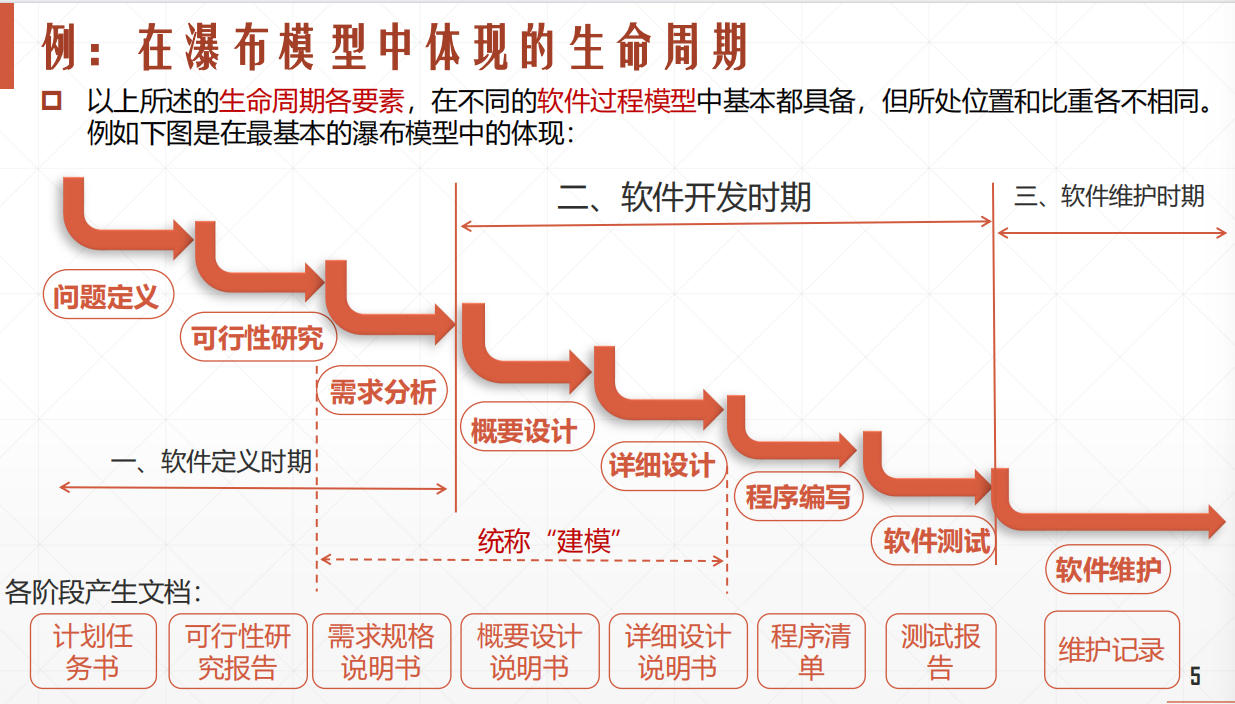 例：在瀑布模型中体现的生命周期
以上所述的生命周期各要素，在不同的软件过程模型中基本都具备，但所处位置和比重各不相同。
例如下图是在最基本的瀑布模型中的体现：
二、软件开发时期
三、软件维护时期
问题定义
可行性研究
需求分析
概要设计
详细设计
一、软件定义时期
程序编写
软件测试
统称“建模”
软件维护
各阶段产生文档：
计划任
务书
可行性研
究报告
需求规格
说明书
概要设计
说明书
详细设计
说明书
程序清
单
测试报
告
维护记录
5